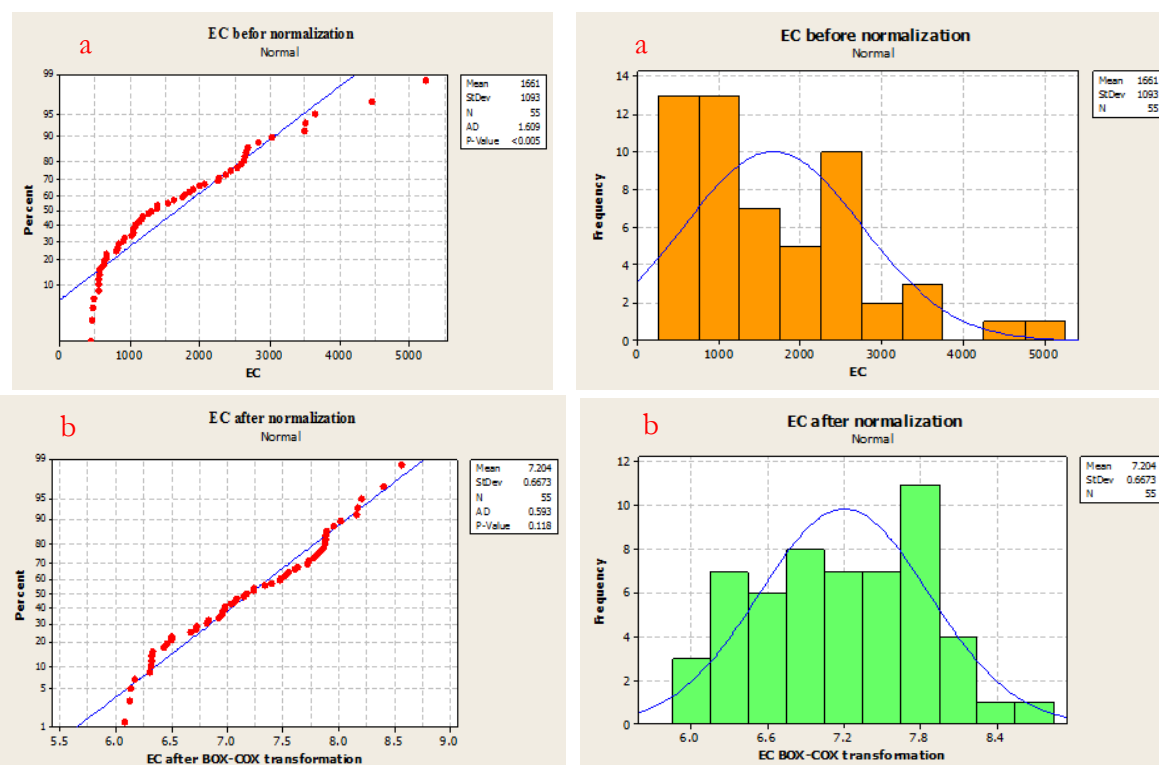 a
EC befor normalization
Normal
99
95
90
80
70
60
50
40
30
20
10
Percent
0 1000 2000 3000 4000 5000
EC
Mean 1661
StDev 1093
N 55
AD 1.609
P-Value <0.005
a
EC before normalization
Normal
14
12
10
8
6
4
2
0
Frequency
0 1000 2000 3000 4000 5000
EC
Mean 1661
StDev 1093
N 55
b
EC after normalization
Normal
99
95
90
80
70
60
50
40
30
20
10
5
1
Percent
5.5 6.0 6.5 7.0 7.5 8.0 8.5 9.0
EC after BOX-COX transformation
Mean 7.204
StDev 0.6673
N 55
AD 0.593
P-Value 0.118
b
EC after normalization
Normal
12
10
8
6
4
2
0
Frequency
6.0 6.6 7.2 7.8 8.4
EC BOX-COX transformation
Mean 7.204
StDev 0.6673
N 55